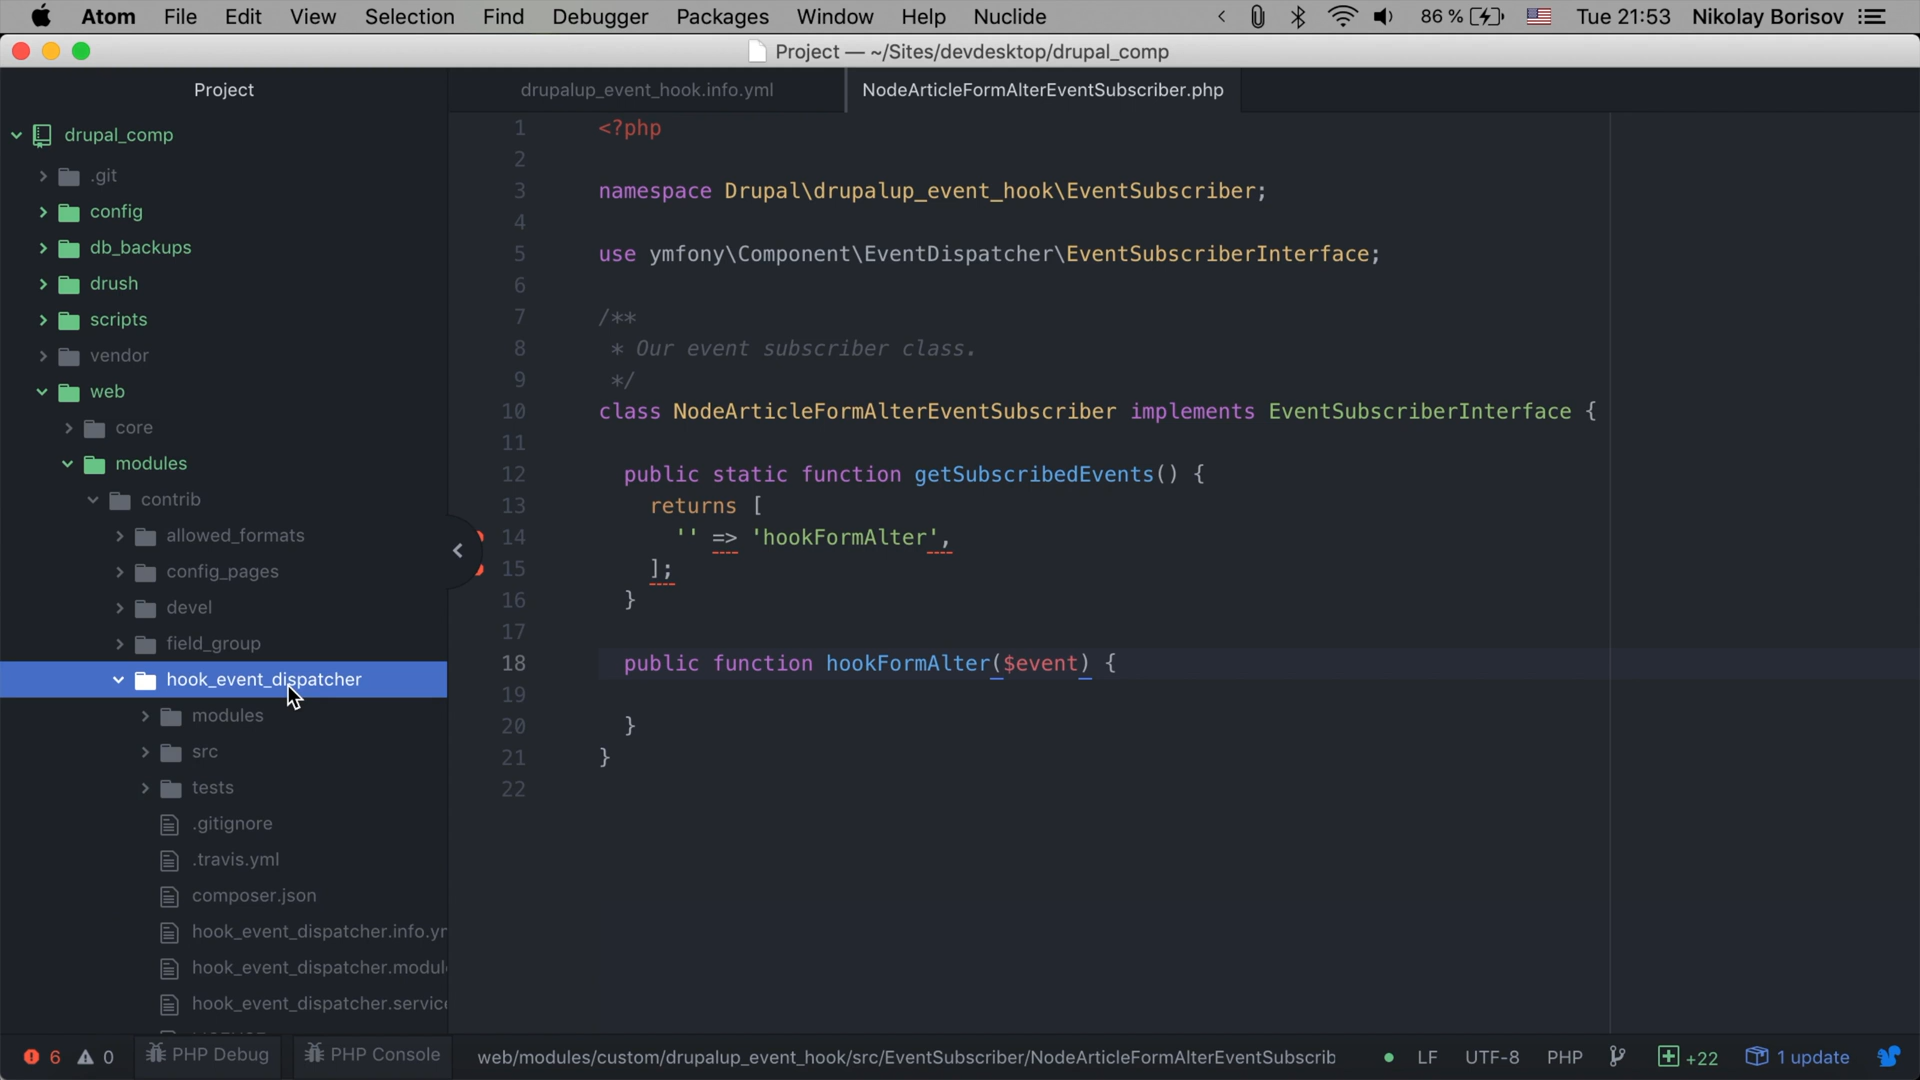 Atom File Edit View Selection Find Debugger Packages Window Help Nuclide 86 % Tue 21:53 Nikolay Borisov
Project — ~/Sites/devdesktop/drupal_comp
Project
drupalup_event_hook.info.yml
NodeArticleFormAlterEventSubscriber.php
drupal_comp
.git
config
db_backups
drush
scripts
vendor
web
core
modules
contrib
allowed_formats
config_pages
devel
field_group
hook_event_dispatcher
modules
src
tests
.gitignore
.travis.yml
composer.json
hook_event_dispatcher.info.yr
hook_event_dispatcher.modul
hook_event_dispatcher.servic
1 <?php
2
3 namespace Drupal\drupalup_event_hook\EventSubscriber;
4
5 use ymfony\Component\EventDispatcher\EventSubscriberInterface;
6
7 /**
8 * Our event subscriber class.
9 */
10 class NodeArticleFormAlterEventSubscriber implements EventSubscriberInterface {
11
12 public static function getSubscribedEvents() {
13 returns [
14 '' => 'hookFormAlter',
15 ];
16 }
17
18 public function hookFormAlter($event) {
19
20 }
21 }
22
6 0 PHP Debug PHP Console web/modules/custom/drupalup_event_hook/src/EventSubscriber/NodeArticleFormAlterEventSubscrib LF UTF-8 PHP +22 1 update